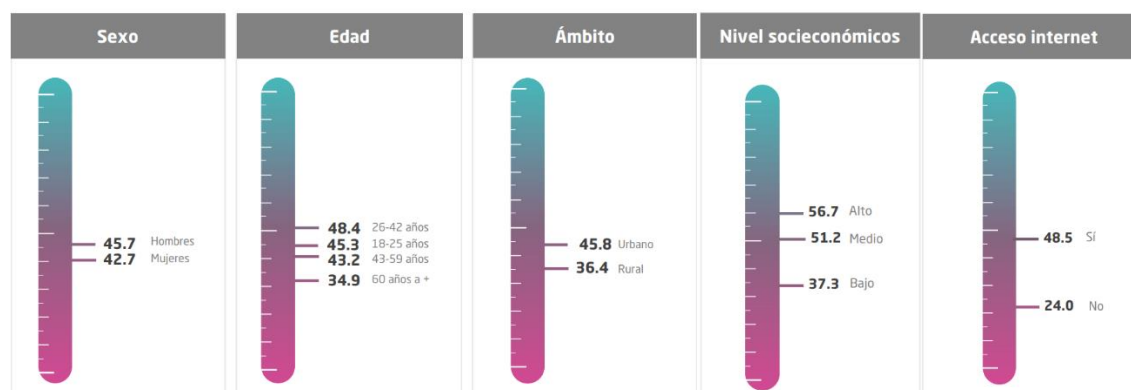 Sexo
45.7 Hombres
42.7 Mujeres
Edad
48.4 26-42 años
45.3 18-25 años
43.2 43-59 años
34.9 60 años a +
Ámbito
45.8 Urbano
36.4 Rural
Nivel socieconómicos
56.7 Alto
51.2 Medio
37.3 Bajo
Acceso internet
48.5 Sí
24.0 No